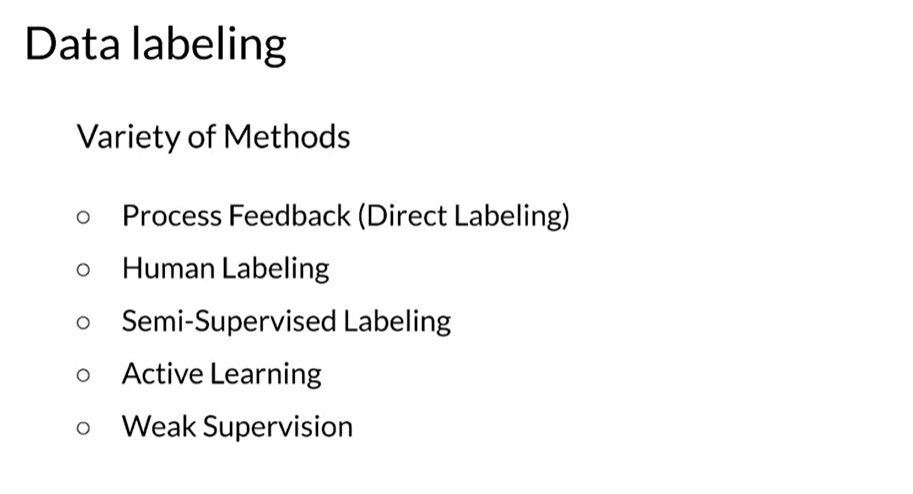 Data labeling
Variety of Methods
○ Process Feedback (Direct Labeling)
○ Human Labeling
○ Semi-Supervised Labeling
○ Active Learning
○ Weak Supervision